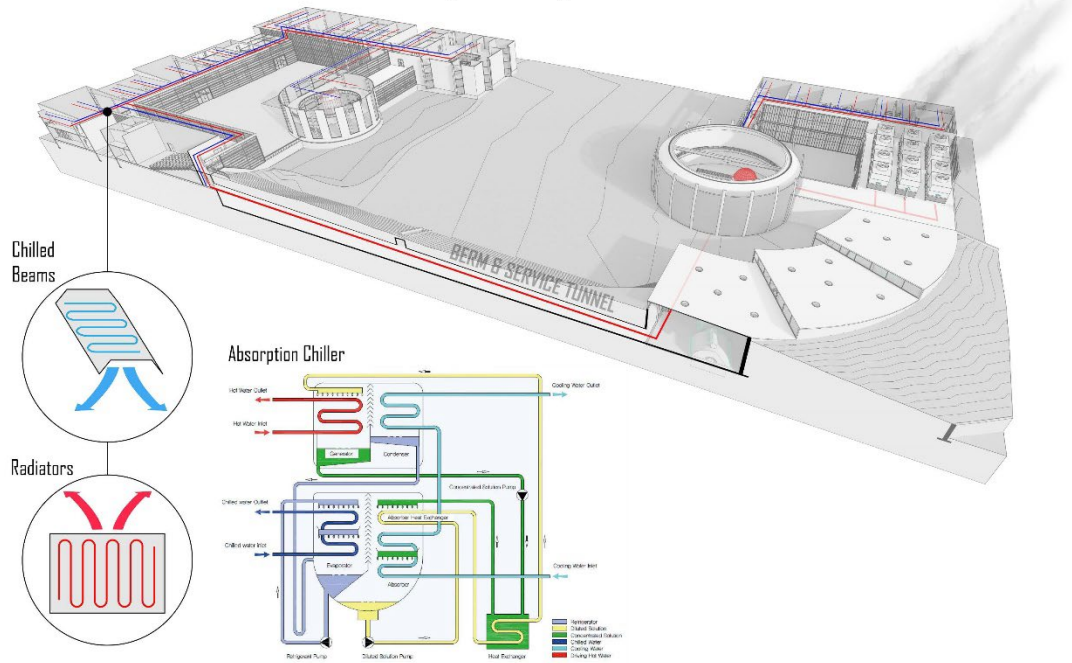 BERM & SERVICE TUNNEL
Chilled
Beams
Radiators
Absorption Chiller
Hot Water Outlet
Hot Water Inlet
Cooling Water Outlet
Generator
Condenser
Concentrated Solution Pump
Chilled water Outlet
Absorber Heat Exchanger
Chilled water Inlet
Evaporator
Absorber
Cooling Water Inlet
Refrigerant Pump
Diluted Solution Pump
Heat Exchanger
Refrigerator
Diluted Solution
Concentrated Solution
Chilled Water
Cooling Water
Driving Hot Water